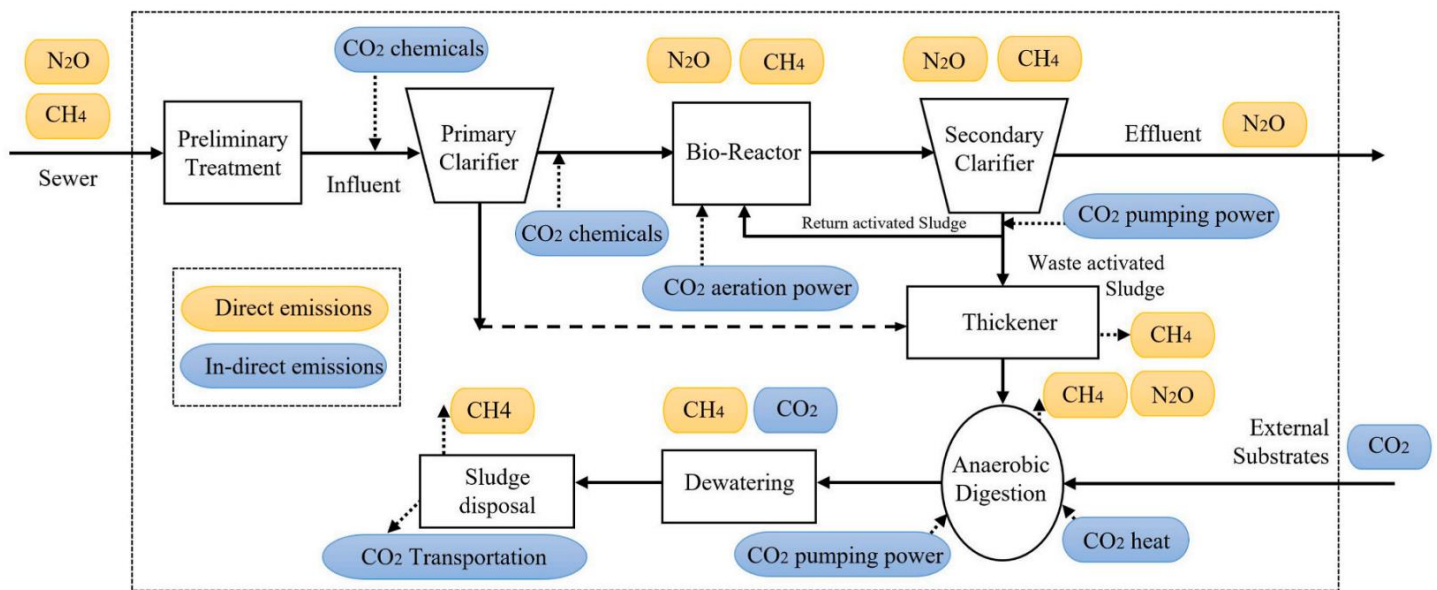 N2O
CH4
Sewer
Preliminary
Treatment
CO2 chemicals
Influent
Primary
Clarifier
CO2 chemicals
N2O
CH4
Bio-Reactor
CO2 aeration power
Return activated Sludge
N2O
CH4
Secondary
Clarifier
Effluent
N2O
CO2 pumping power
Waste activated
Sludge
Direct emissions
In-direct emissions
Thickener
CH4
CH4
N2O
External
Substrates
CO2
Anaerobic
Digestion
CO2 heat
CO2 pumping power
CH4
CO2
Dewatering
CH4
Sludge
disposal
CO2 Transportation